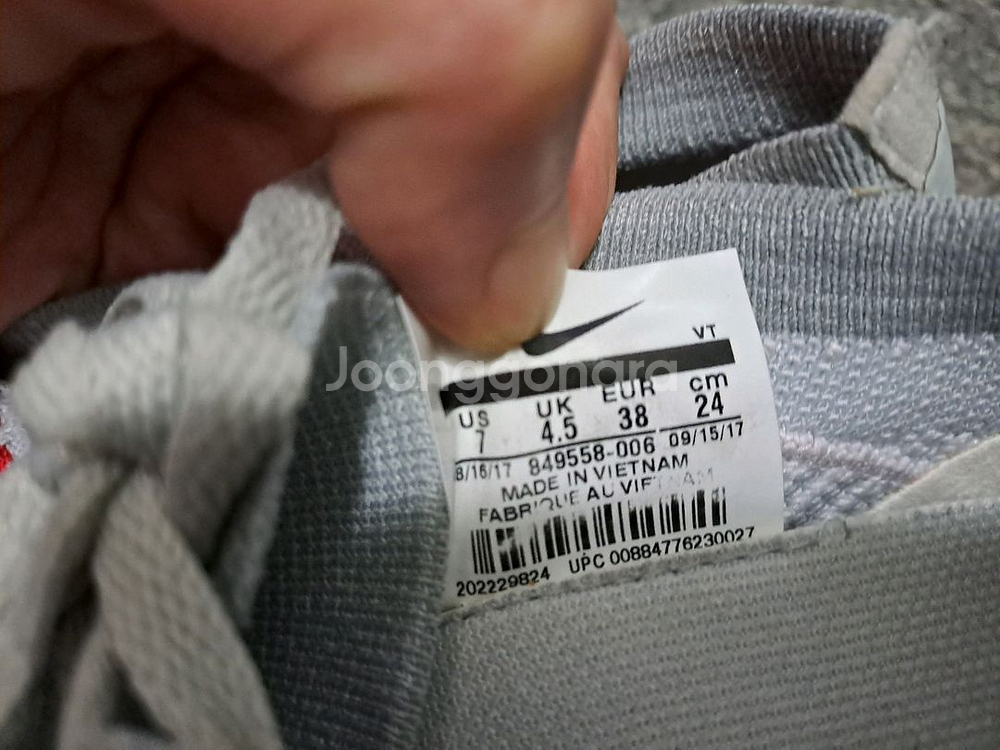 VT
Joonggonara
US UK EUR cm
7 4.5 38 24
8/16/17 849558-006 09/15/17
MADE IN VIETNAM
FABRIQUE AU VIETNAM
202229824 UPC 00884776230027